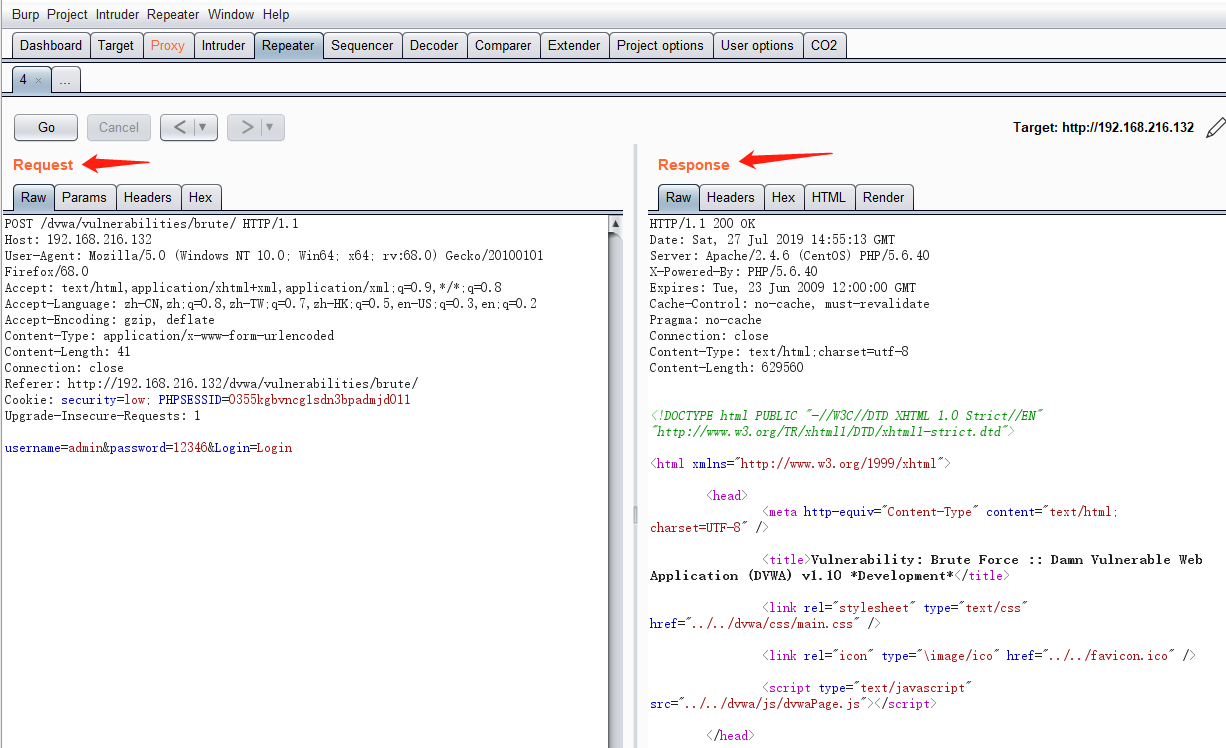 Burp Project Intruder Repeater Window Help
Dashboard Target Proxy Intruder Repeater Sequencer Decoder Comparer Extender Project options User options CO2
4 × ...
Go Cancel < ▼ > ▼ Target: http://192.168.216.132
Request
Raw Params Headers Hex
POST /dvwa/vulnerabilities/brute/ HTTP/1.1
Host: 192.168.216.132
User-Agent: Mozilla/5.0 (Windows NT 10.0; Win64; x64; rv:68.0) Gecko/20100101
Firefox/68.0
Accept: text/html,application/xhtml+xml,application/xml;q=0.9,*/*;q=0.8
Accept-Language: zh-CN,zh;q=0.8,zh-TW;q=0.7,zh-HK;q=0.5,en-US;q=0.3,en;q=0.2
Accept-Encoding: gzip, deflate
Content-Type: application/x-www-form-urlencoded
Content-Length: 41
Connection: close
Referer: http://192.168.216.132/dvwa/vulnerabilities/brute/
Cookie: security=low; PHPSESSID=0355kgbvncg1sdn3bpadmjd011
Upgrade-Insecure-Requests: 1
username=admin&password=12346&Login=Login
Response
Raw Headers Hex HTML Render
HTTP/1.1 200 OK
Date: Sat, 27 Jul 2019 14:55:13 GMT
Server: Apache/2.4.6 (CentOS) PHP/5.6.40
X-Powered-By: PHP/5.6.40
Expires: Tue, 23 Jun 2009 12:00:00 GMT
Cache-Control: no-cache, must-revalidate
Pragma: no-cache
Connection: close
Content-Type: text/html;charset=utf-8
Content-Length: 629560
<!DOCTYPE html PUBLIC "-//W3C//DTD XHTML 1.0 Strict//EN"
"http://www.w3.org/TR/xhtml1/DTD/xhtml1-strict.dtd">
<html xmlns="http://www.w3.org/1999/xhtml">
<head>
<meta http-equiv="Content-Type" content="text/html;
charset=UTF-8" />
<title>Vulnerability: Brute Force :: Damn Vulnerable Web
Application (DVWA) v1.10 *Development*</title>
<link rel="stylesheet" type="text/css"
href="../../dvwa/css/main.css" />
<link rel="icon" type="\image/ico" href="../../favicon.ico" />
<script type="text/javascript"
src="../../dvwa/js/dvwaPage.js"></script>
</head>